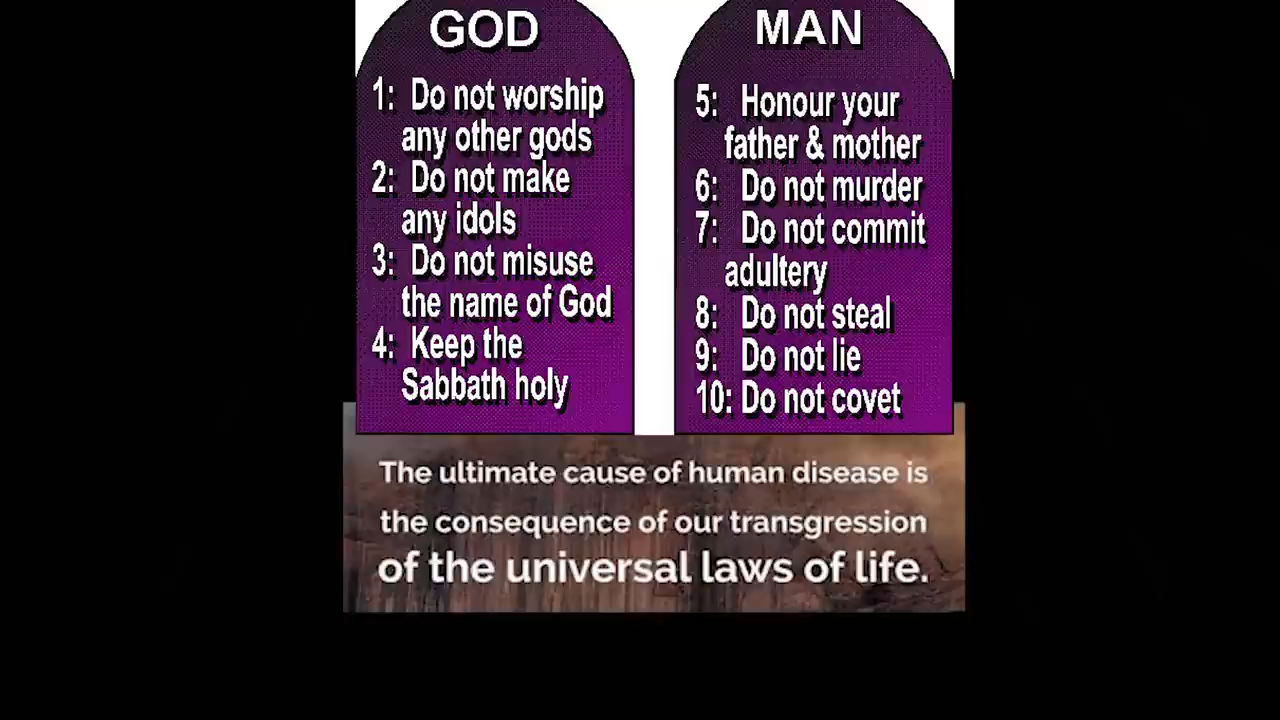 GOD
1: Do not worship
any other gods
2: Do not make
any idols
3: Do not misuse
the name of God
4: Keep the
Sabbath holy
MAN
5: Honour your
father & mother
6: Do not murder
7: Do not commit
adultery
8: Do not steal
9: Do not lie
10: Do not covet
The ultimate cause of human disease is
the consequence of our transgression
of the universal laws of life.